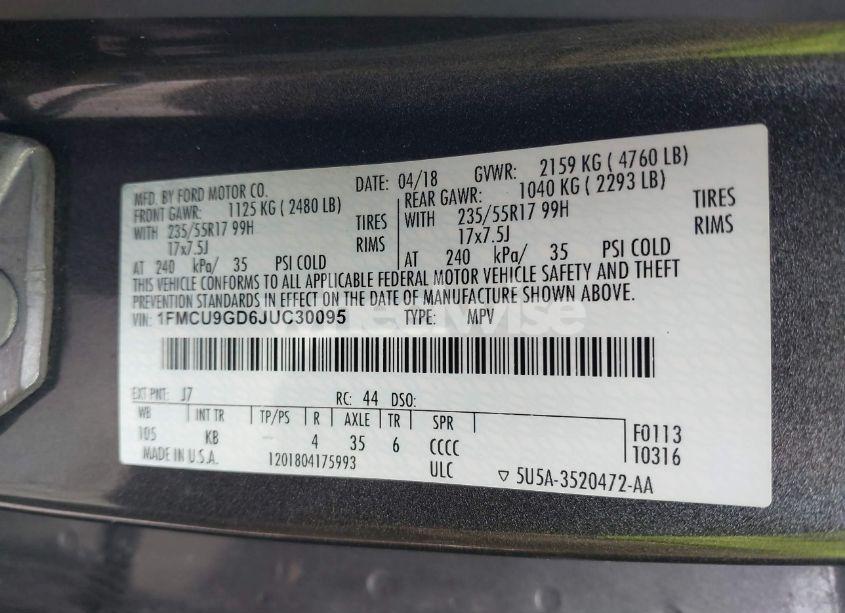 MFD. BY FORD MOTOR CO. DATE: 04/18 GVWR: 2159 KG ( 4760 LB)
FRONT GAWR: 1125 KG ( 2480 LB) REAR GAWR: 1040 KG ( 2293 LB)
WITH 235/55R17 99H TIRES WITH 235/55R17 99H TIRES
17x7.5J RIMS 17x7.5J RIMS
AT 240 kPa/ 35 PSI COLD AT 240 kPa/ 35 PSI COLD
THIS VEHICLE CONFORMS TO ALL APPLICABLE FEDERAL MOTOR VEHICLE SAFETY AND THEFT
PREVENTION STANDARDS IN EFFECT ON THE DATE OF MANUFACTURE SHOWN ABOVE.
VIN: 1FMCU9GD6JUC30095 TYPE: MPV
EXT PNT: J7 RC: 44 DSO:
WB INT TR TP/PS R AXLE TR SPR
105 KB 4 35 6 CCCC
ULC
F0113
10316
MADE IN U.S.A. 1201804175993
▽ 5U5A-3520472-AA